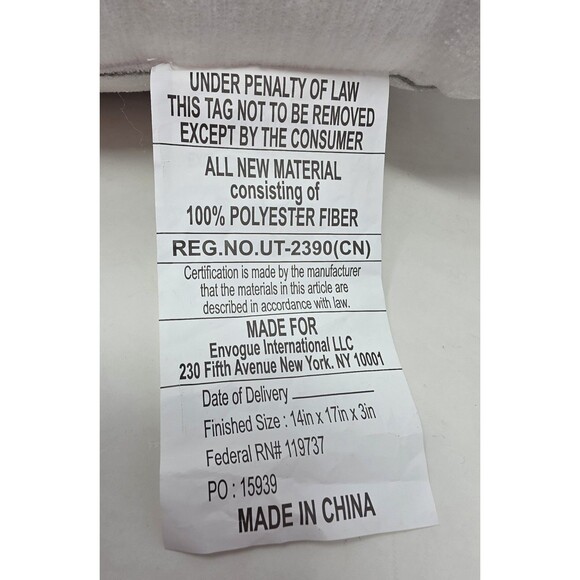 UNDER PENALTY OF LAW
THIS TAG NOT TO BE REMOVED
EXCEPT BY THE CONSUMER
ALL NEW MATERIAL
consisting of
100% POLYESTER FIBER
REG.NO.UT-2390(CN)
Certification is made by the manufacturer
that the materials in this article are
described in accordance with law.
MADE FOR
Envogue International LLC
230 Fifth Avenue New York. NY 10001
Date of Delivery
Finished Size : 14in x 17in x 3in
Federal RN# 119737
PO : 15939
MADE IN CHINA